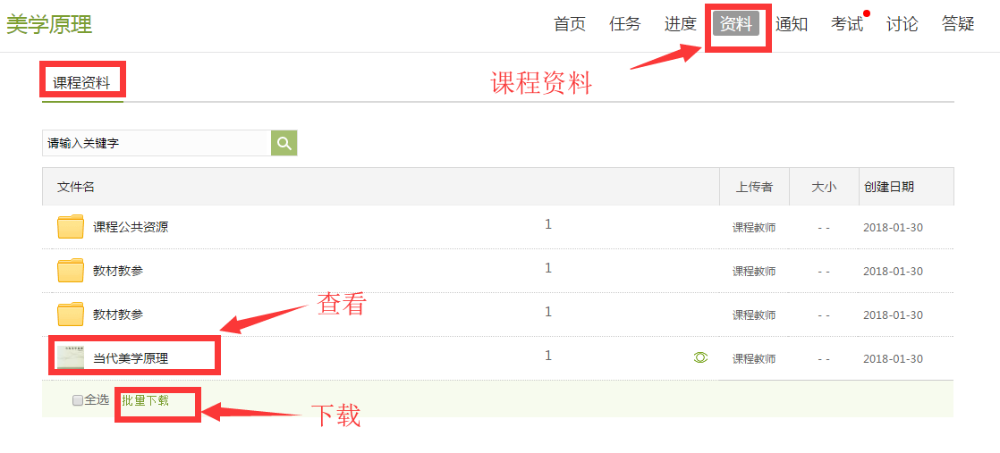 美学原理
首页 任务 进度 资料 通知 考试 讨论 答疑
课程资料
课程资料
请输入关键字
文件名 上传者 大小 创建日期
课程公共资源 1 课程教师 - - 2018-01-30
教材教参 1 课程教师 - - 2018-01-30
查看
教材教参 1 课程教师 - - 2018-01-30
当代美学原理 1 课程教师 - - 2018-01-30
全选 批量下载
下载